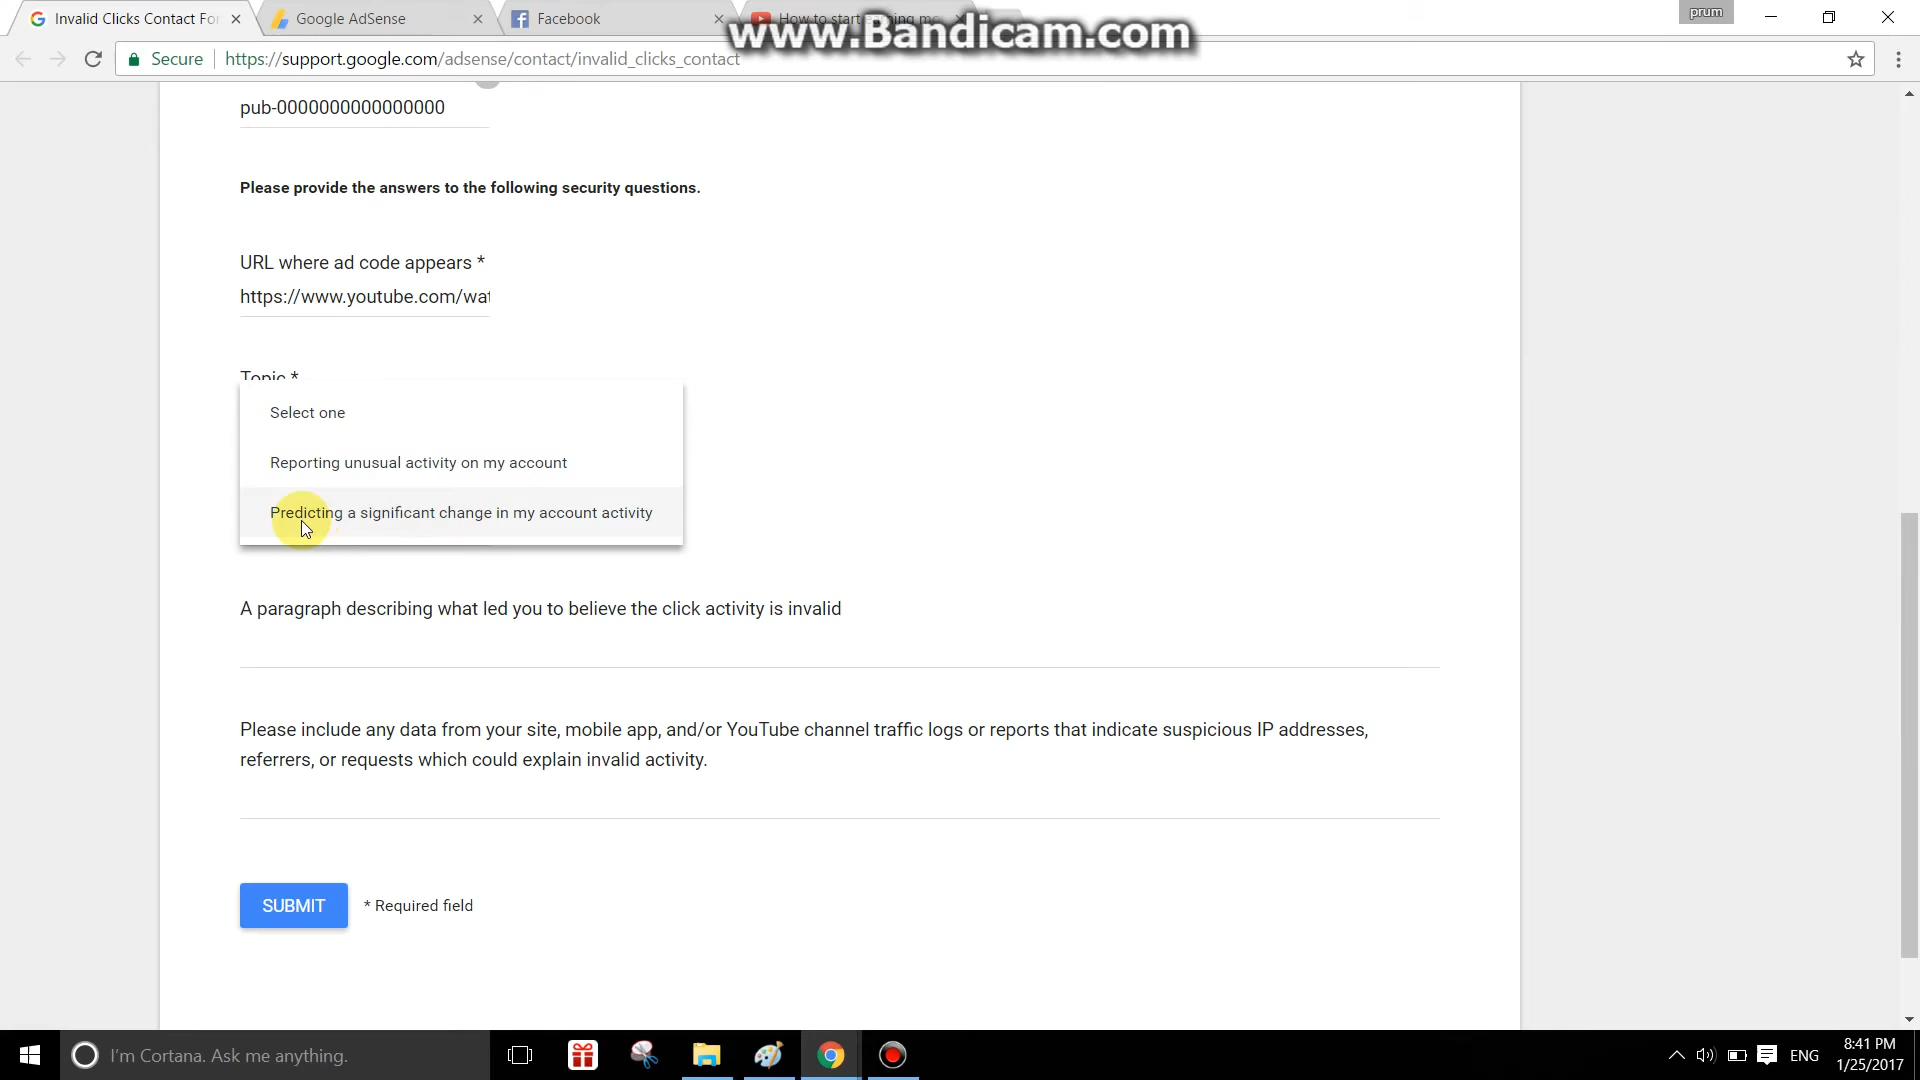 Invalid Clicks Contact For
Google AdSense
Facebook
How to start earning mo
prum
www.Bandicam.com
Secure
https://support.google.com/adsense/contact/invalid_clicks_contact
pub-0000000000000000
Please provide the answers to the following security questions.
URL where ad code appears *
https://www.youtube.com/wat
Topic *
Select one
Reporting unusual activity on my account
Predicting a significant change in my account activity
A paragraph describing what led you to believe the click activity is invalid
Please include any data from your site, mobile app, and/or YouTube channel traffic logs or reports that indicate suspicious IP addresses,
referrers, or requests which could explain invalid activity.
SUBMIT
* Required field
I'm Cortana. Ask me anything.
ENG
8:41 PM
1/25/2017